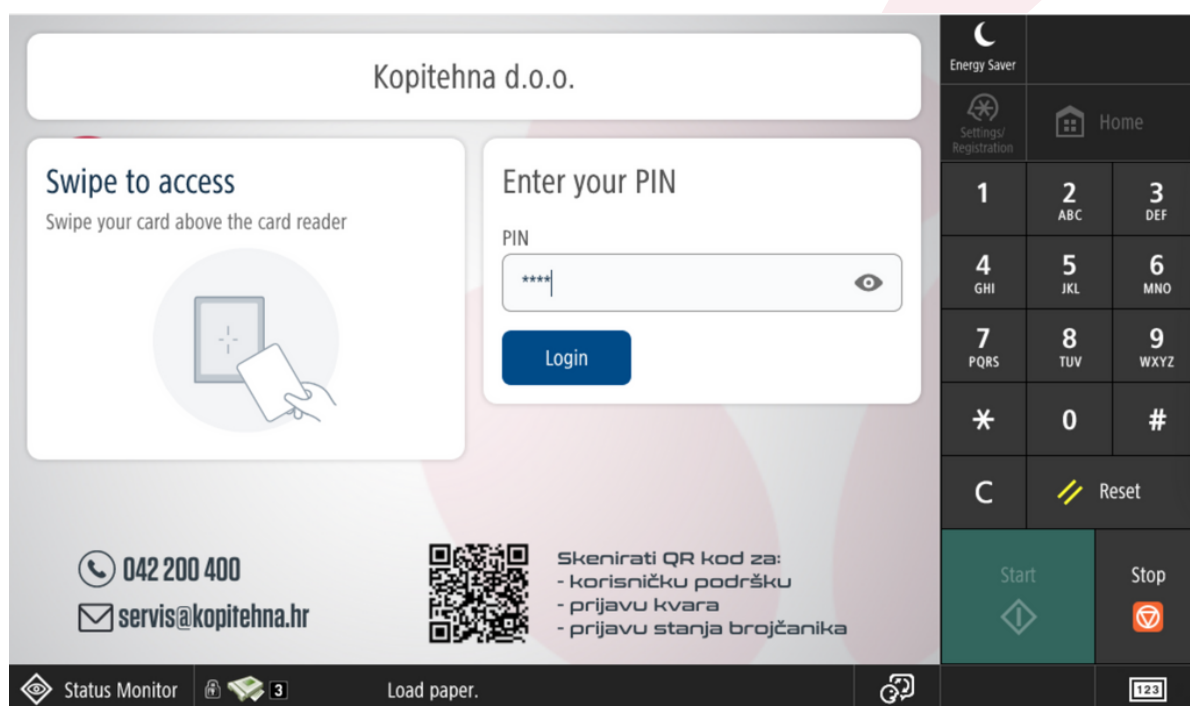 Kopitehna d.o.o.
Swipe to access
Swipe your card above the card reader
Enter your PIN
PIN
****
Login
042 200 400
servis@kopitehna.hr
Skenirati QR kod za:
- korisničku podršku
- prijavu kvara
- prijavu stanja brojčanika
Energy Saver
Settings/
Registration
Home
1
2
ABC
3
DEF
4
GHI
5
JKL
6
MNO
7
PQRS
8
TUV
9
WXYZ
*
0
#
C
Reset
Start
Stop
Status Monitor
3
Load paper.
123